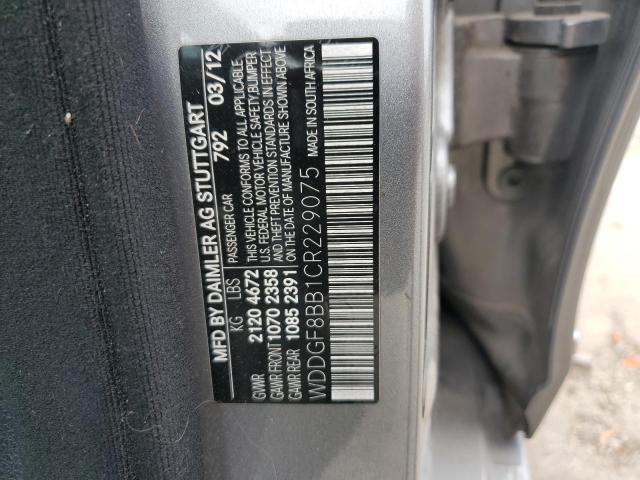 MFD BY DAIMLER AG STUTTGART
792 03/12
PASSENGER CAR
KG LBS
GVWR 2120 4672
GAWR FRONT 1070 2358
GAWR REAR 1085 2391
THIS VEHICLE CONFORMS TO ALL APPLICABLE
U.S. FEDERAL MOTOR VEHICLE SAFETY, BUMPER
AND THEFT PREVENTION STANDARDS IN EFFECT
ON THE DATE OF MANUFACTURE SHOWN ABOVE
MADE IN SOUTH AFRICA
WDDGF8BB1CR229075